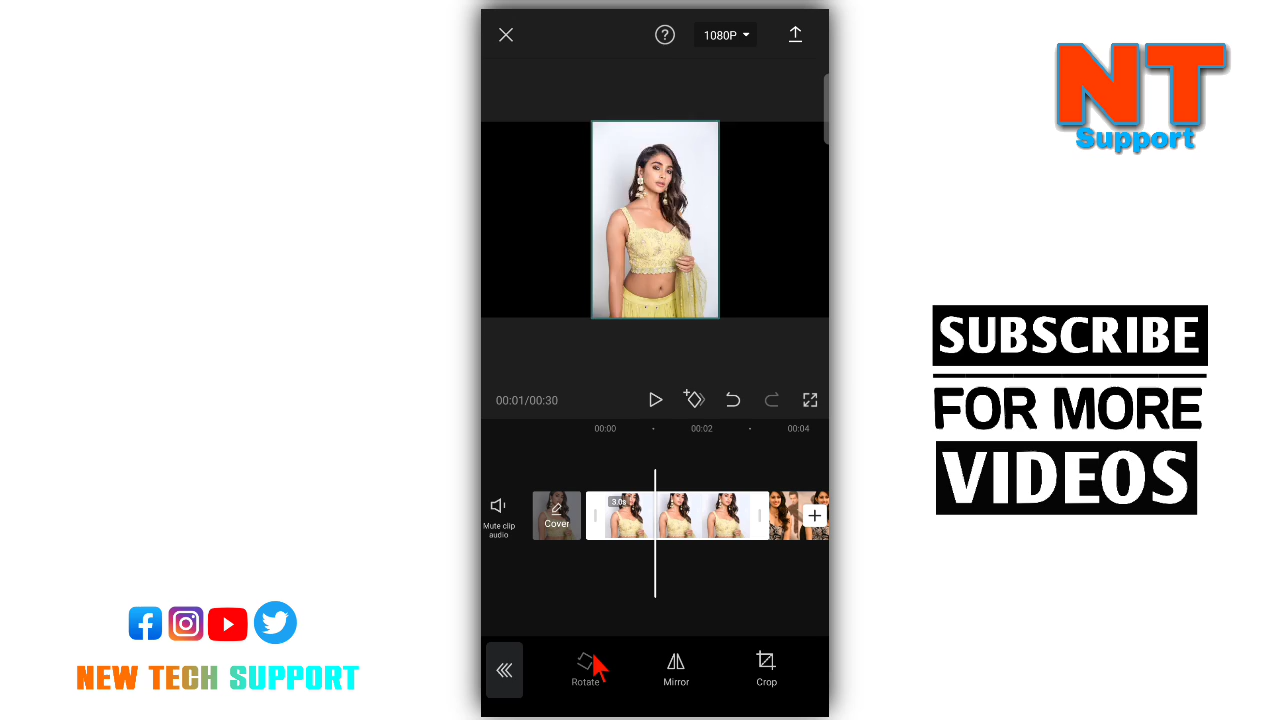 1080P
NT
Support
SUBSCRIBE
FOR MORE
VIDEOS
00:01/00:30
00:00
00:02
00:04
Mute clip
audio
Cover
3.0s
Rotate
Mirror
Crop
NEW TECH SUPPORT